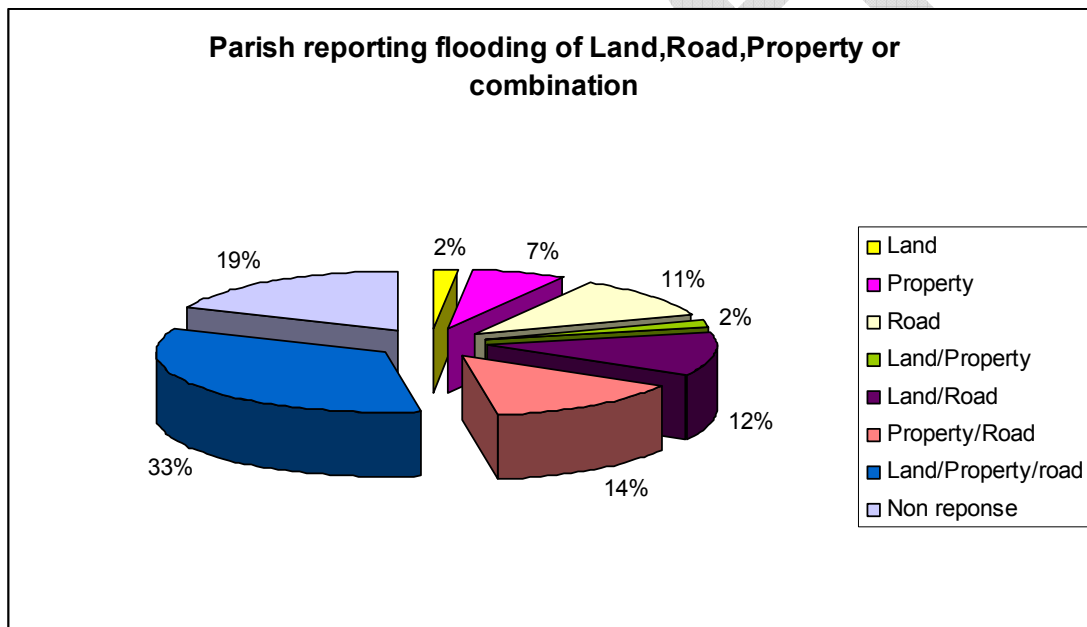 Parish reporting flooding of Land,Road,Property or
combination
2%
7%
11%
2%
12%
14%
33%
19%
Land
Property
Road
Land/Property
Land/Road
Property/Road
Land/Property/road
Non reponse